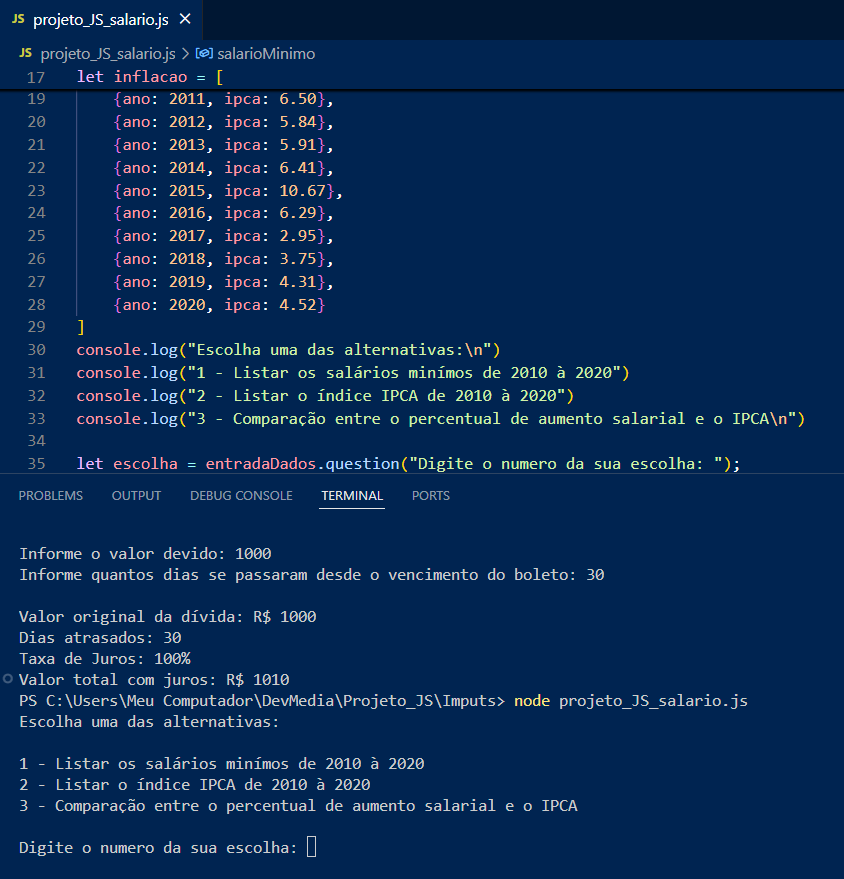 JS projeto_JS_salario.js ×
JS projeto_JS_salario.js > salarioMinimo
17 let inflacao = [
19 {ano: 2011, ipca: 6.50},
20 {ano: 2012, ipca: 5.84},
21 {ano: 2013, ipca: 5.91},
22 {ano: 2014, ipca: 6.41},
23 {ano: 2015, ipca: 10.67},
24 {ano: 2016, ipca: 6.29},
25 {ano: 2017, ipca: 2.95},
26 {ano: 2018, ipca: 3.75},
27 {ano: 2019, ipca: 4.31},
28 {ano: 2020, ipca: 4.52}
29 ]
30 console.log("Escolha uma das alternativas:\n")
31 console.log("1 - Listar os salários minímos de 2010 à 2020")
32 console.log("2 - Listar o índice IPCA de 2010 à 2020")
33 console.log("3 - Comparação entre o percentual de aumento salarial e o IPCA\n")
34
35 let escolha = entradaDados.question("Digite o numero da sua escolha: ");
PROBLEMS OUTPUT DEBUG CONSOLE TERMINAL PORTS
Informe o valor devido: 1000
Informe quantos dias se passaram desde o vencimento do boleto: 30
Valor original da dívida: R$ 1000
Dias atrasados: 30
Taxa de Juros: 100%
Valor total com juros: R$ 1010
PS C:\Users\Meu Computador\DevMedia\Projeto_JS\Imputs> node projeto_JS_salario.js
Escolha uma das alternativas:
1 - Listar os salários minímos de 2010 à 2020
2 - Listar o índice IPCA de 2010 à 2020
3 - Comparação entre o percentual de aumento salarial e o IPCA
Digite o numero da sua escolha: